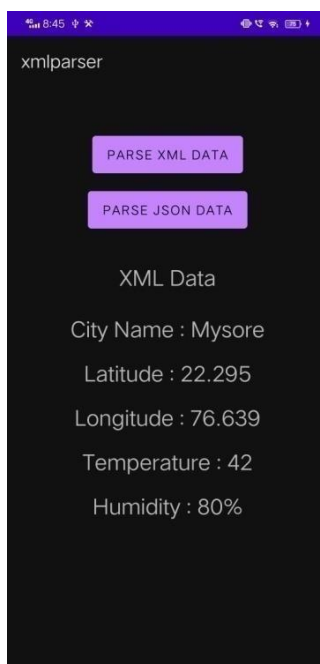 4G 8:45
xmlparser
PARSE XML DATA
PARSE JSON DATA
XML Data
City Name : Mysore
Latitude : 22.295
Longitude : 76.639
Temperature : 42
Humidity : 80%